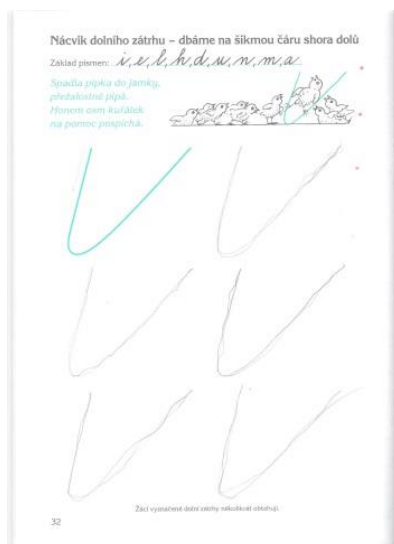 Nácvik dolního zátrhu – dbáme na šikmou čáru shora dolů
Základ písmen: i, e, l, h, d, u, n, m, a
Spadla pipka do jamky,
přežalostně pípá.
Honem osm kuřátek
na pomoc pospíchá.
Žáci vyznačené dolní zátrhy několikrát obtahují.
32